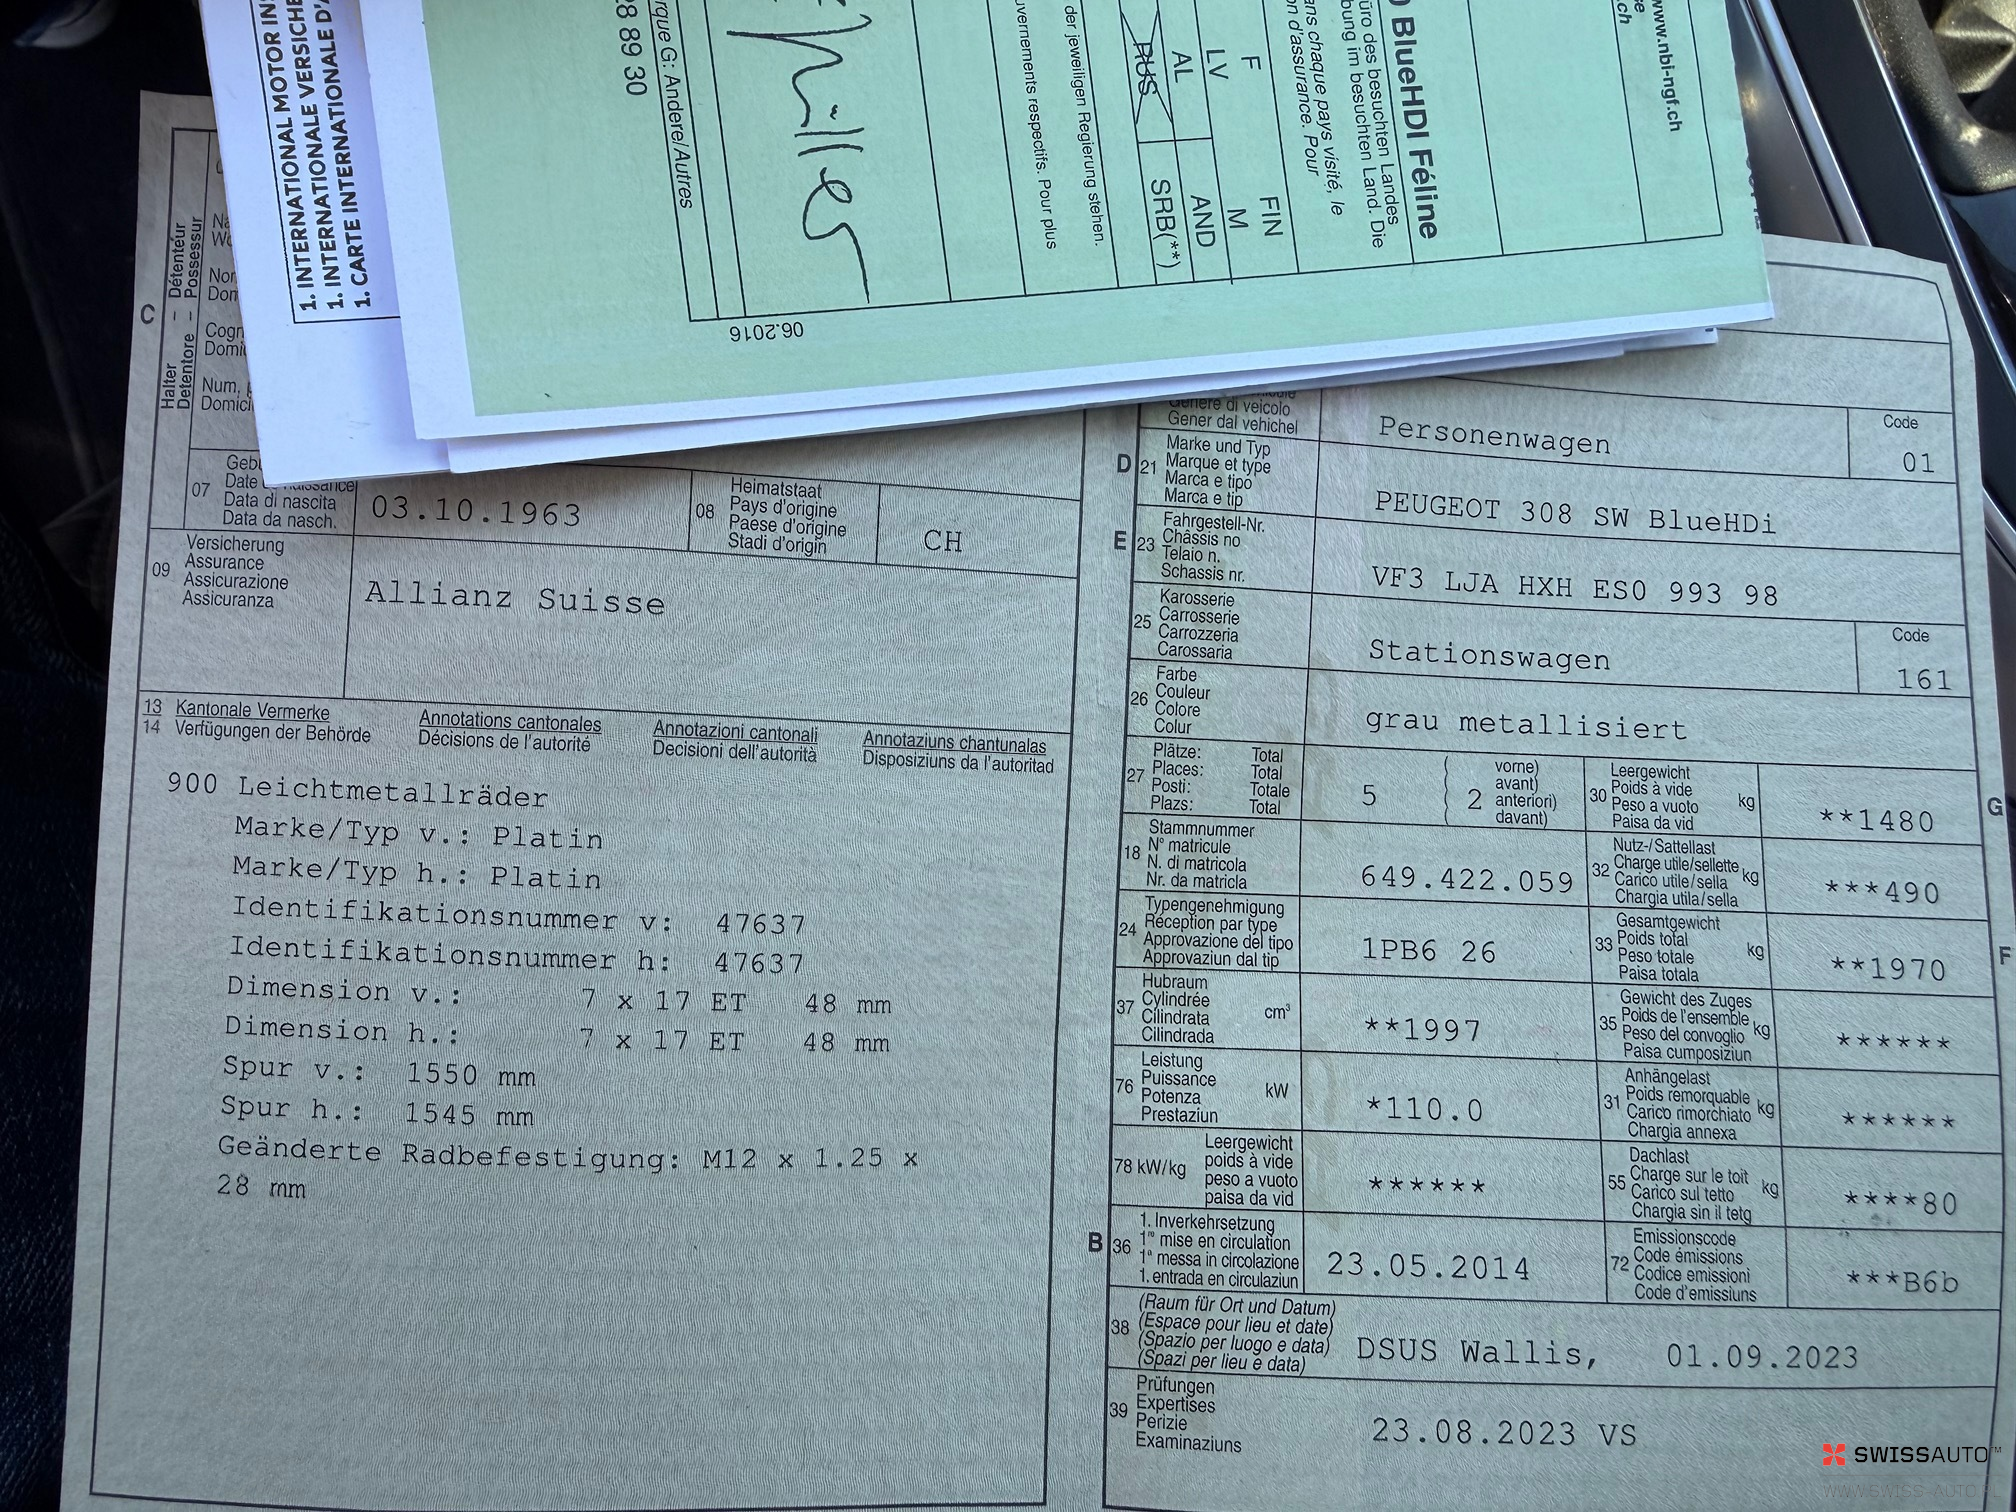 1. INTERNATIONAL MOTOR IN
1. INTERNATIONALE VERSICHE
1. CARTE INTERNATIONALE D'A
28 89 30
rque G: Andere/Autres
Müller
06.2016
uvernements respectifs. Pour plus
der jeweiligen Regierung stehen.
RUS
AL
LV
F
SRB(**)
AND
M
FIN
ans chaque pays visité, le
on d'assurance. Pour
üro des besuchten Landes
bung im besuchten Land. Die
BlueHDI Féline
www.nbi-ngf.ch
.ch
C
Halter – Détenteur
Detentore – Possessur
Cogn
Domi
Num.
Domici
07
Data di nascita
Data da nasch.
03.10.1963
08
Heimatstaat
Pays d'origine
Paese d'origine
Stadi d'origin
CH
09
Versicherung
Assurance
Assicurazione
Assicuranza
Allianz Suisse
13 Kantonale Vermerke Annotations cantonales Annotazioni cantonali Annotaziuns chantunalas
14 Verfügungen der Behörde Décisions de l'autorité Decisioni dell'autorità Disposiziuns da l'autoritad
900 Leichtmetallräder
Marke/Typ v.: Platin
Marke/Typ h.: Platin
Identifikationsnummer v: 47637
Identifikationsnummer h: 47637
Dimension v.: 7 x 17 ET 48 mm
Dimension h.: 7 x 17 ET 48 mm
Spur v.: 1550 mm
Spur h.: 1545 mm
Geänderte Radbefestigung: M12 x 1.25 x
28 mm
Genere di veicolo
Gener dal vehichel
Personenwagen
Code
01
D
21
Marke und Typ
Marque et type
Marca e tipo
Marca e tip
PEUGEOT 308 SW BlueHDi
E
23
Fahrgestell-Nr.
Châssis no
Telaio n.
Schassis nr.
VF3 LJA HXH ES0 993 98
25
Karosserie
Carrosserie
Carrozzeria
Carossaria
Stationswagen
Code
161
26
Farbe
Couleur
Colore
Colur
grau metallisiert
27
Plätze: Total
Places: Total
Posti: Totale
Plazs: Total
5
2
vorne)
avant)
anteriori)
davant)
30
Leergewicht
Poids à vide
Peso a vuoto
Paisa da vid
kg
**1480
G
18
Stammnummer
N° matricule
N. di matricola
Nr. da matricla
649.422.059
32
Nutz-/Sattellast
Charge utile/sellette
Carico utile/sella
Chargia utila/sella
kg
***490
24
Typengenehmigung
Réception par type
Approvazione del tipo
Approvaziun dal tip
1PB6 26
33
Gesamtgewicht
Poids total
Peso totale
Paisa totala
kg
**1970
F
37
Hubraum
Cylindrée
Cilindrata
Cilindrada
cm³
**1997
35
Gewicht des Zuges
Poids de l'ensemble
Peso del convoglio
Paisa cumposiziun
kg
******
76
Leistung
Puissance
Potenza
Prestaziun
kW
*110.0
31
Anhängelast
Poids remorquable
Carico rimorchiato
Chargia annexa
kg
******
78 kW/kg
Leergewicht
poids à vide
peso a vuoto
paisa da vid
******
55
Dachlast
Charge sur le toit
Carico sul tetto
Chargia sin il tetg
kg
****80
B
36
1. Inverkehrsetzung
1re mise en circulation
1a messa in circolazione
1. entrada en circulaziun
23.05.2014
72
Emissionscode
Code émissions
Codice emissioni
Code d'emissiuns
***B6b
38
(Raum für Ort und Datum)
(Espace pour lieu et date)
(Spazio per luogo e data)
(Spazi per lieu e data)
DSUS Wallis, 01.09.2023
39
Prüfungen
Expertises
Perizie
Examinaziuns
23.08.2023 VS
SWISSAUTO™